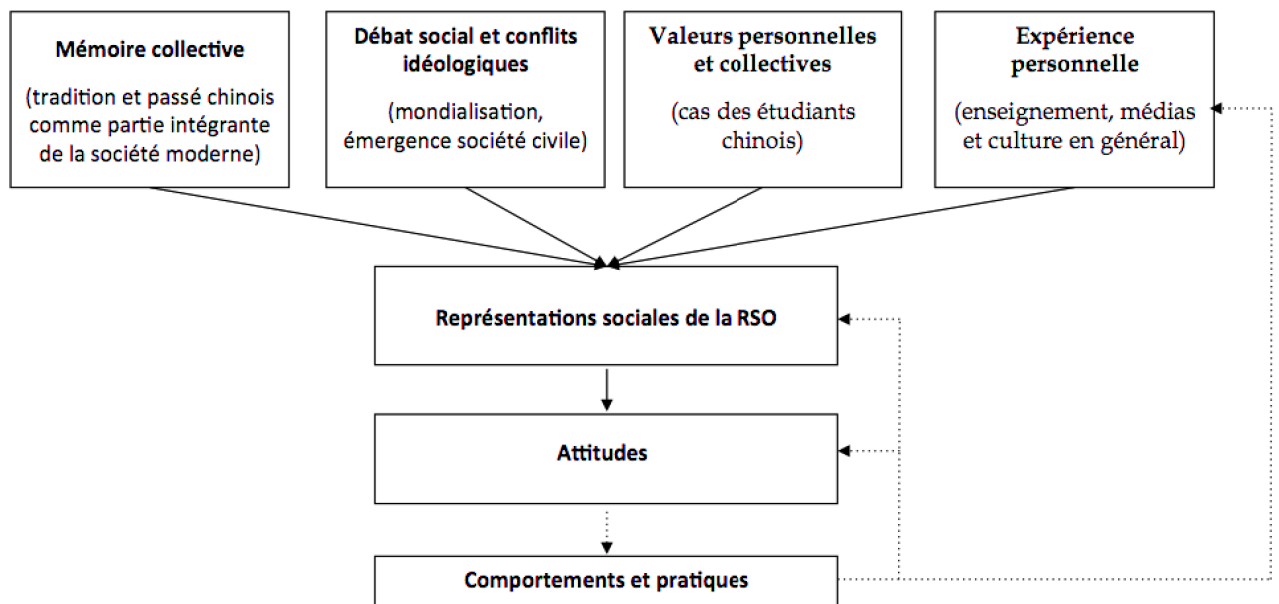 Mémoire collective
(tradition et passé chinois
comme partie intégrante
de la société moderne)
Débat social et conflits
idéologiques
(mondialisation,
émergence société civile)
Valeurs personnelles
et collectives
(cas des étudiants
chinois)
Expérience
personnelle
(enseignement, médias
et culture en général)
Représentations sociales de la RSO
Attitudes
Comportements et pratiques